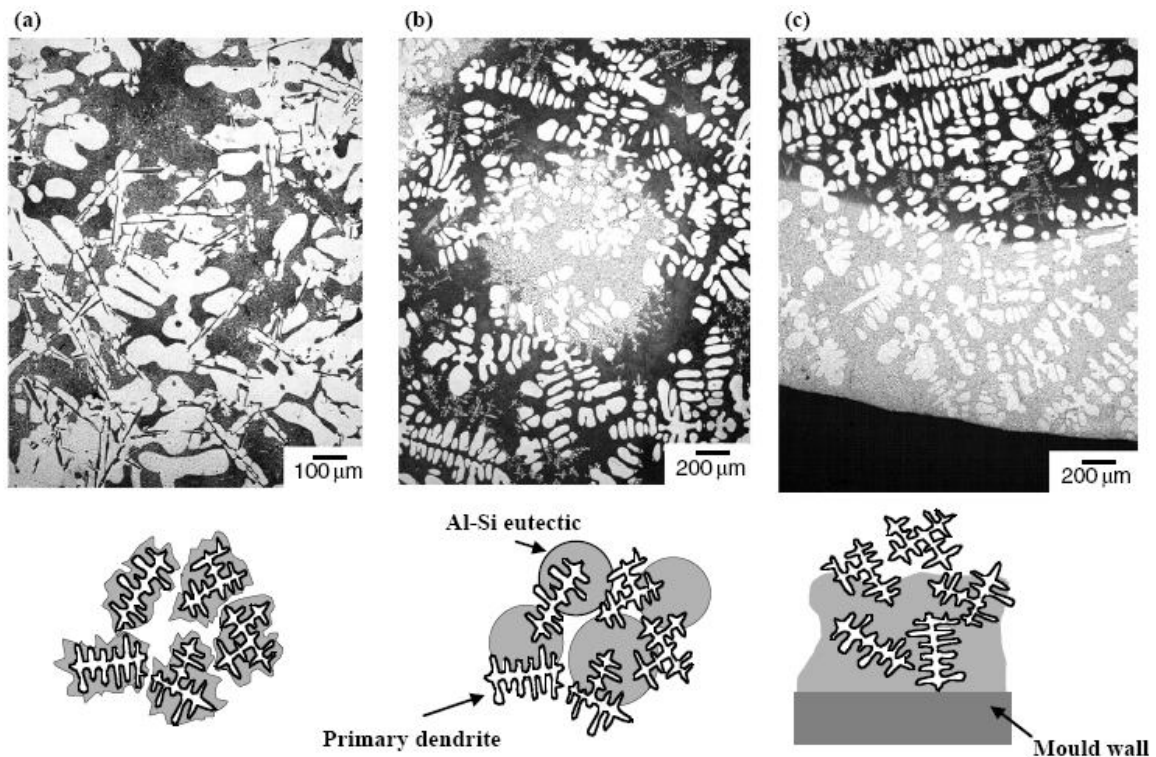 (a)
(b)
(c)
100 μm
200 μm
200 μm
Al-Si eutectic
Primary dendrite
Mould wall